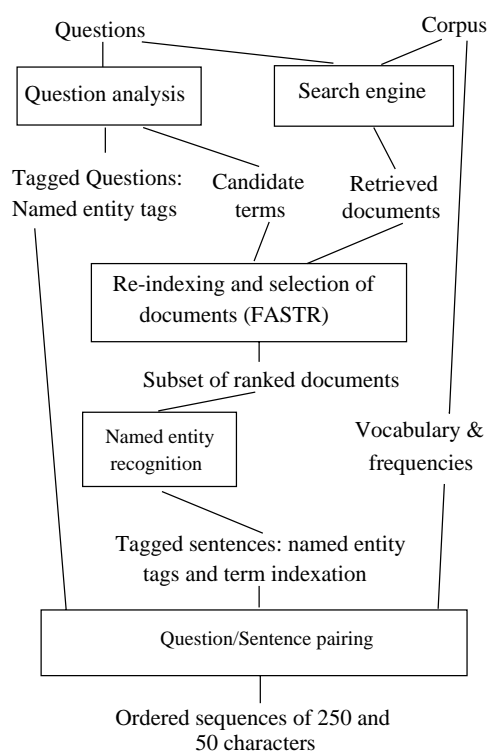 Questions
Corpus
Question analysis
Search engine
Tagged Questions:
Named entity tags
Candidate
terms
Retrieved
documents
Re-indexing and selection of
documents (FASTR)
Subset of ranked documents
Named entity
recognition
Vocabulary &
frequencies
Tagged sentences: named entity
tags and term indexation
Question/Sentence pairing
Ordered sequences of 250 and
50 characters